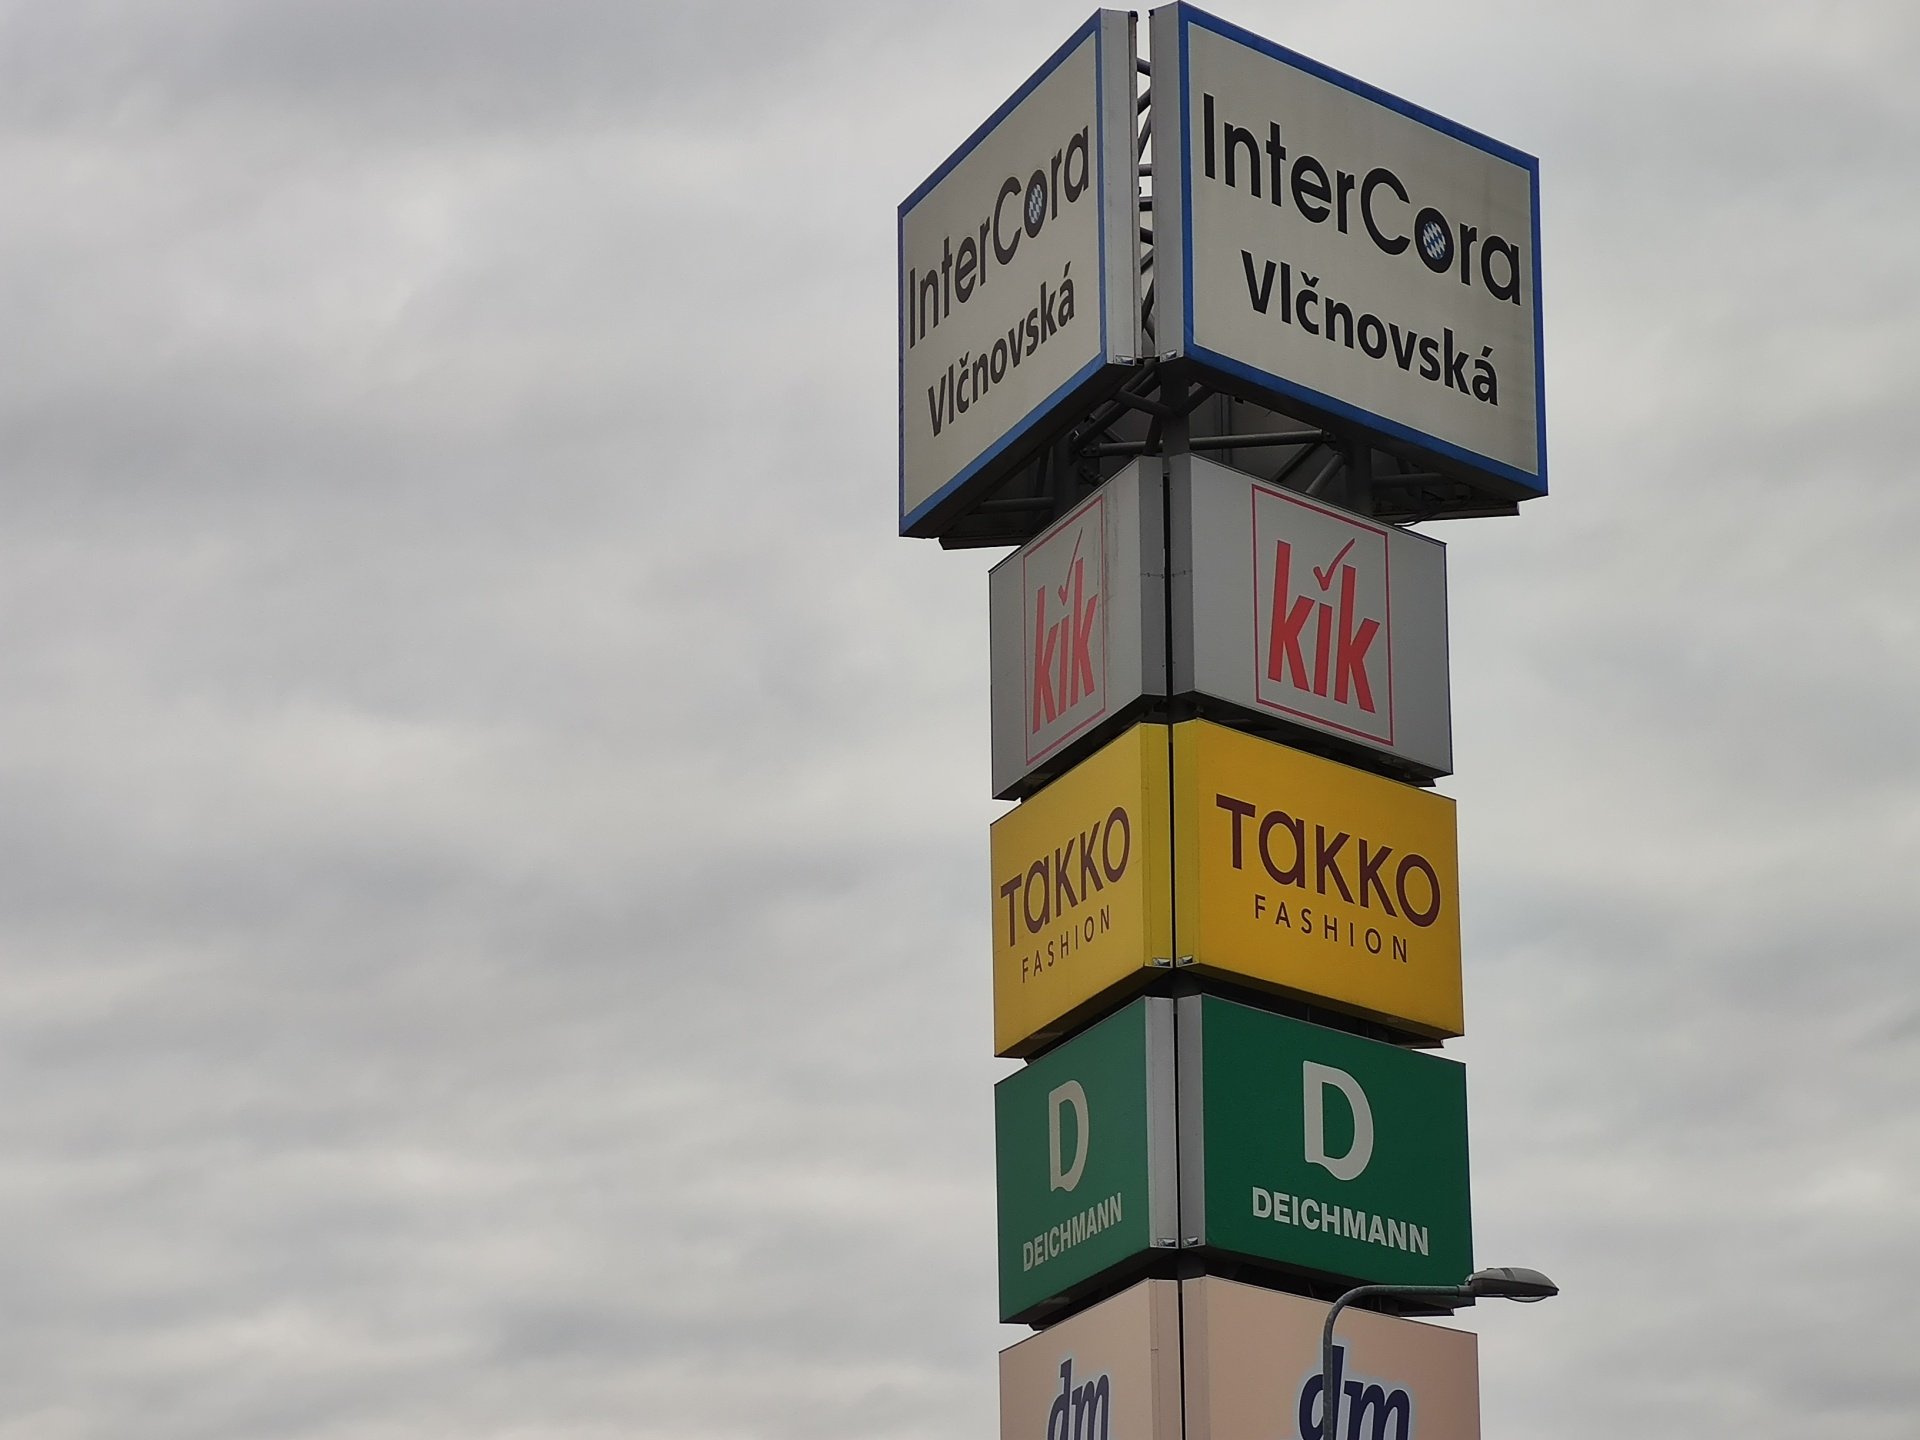 InterCora
Vlčnovská
kik
TAKKO
FASHION
D
DEICHMANN
dm
InterCora
Vlčnovská
kik
TAKKO
FASHION
D
DEICHMANN
dm